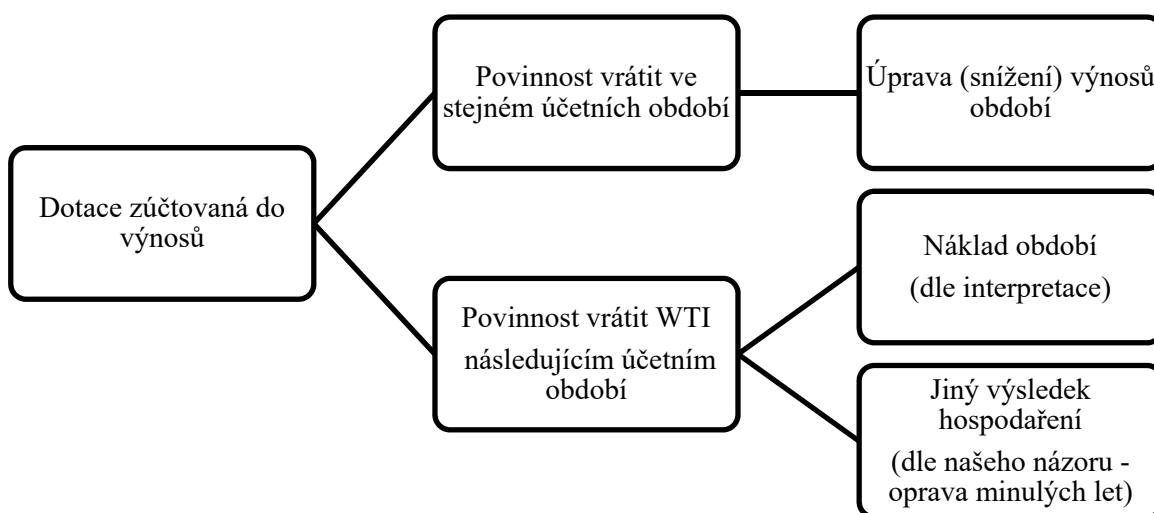 Dotace zúčtovaná do
výnosů
Povinnost vrátit ve
stejném účetních období
Úprava (snížení) výnosů
období
Povinnost vrátit WTI
následujícím účetním
období
Náklad období
(dle interpretace)
Jiný výsledek
hospodaření
(dle našeho názoru -
oprava minulých let)